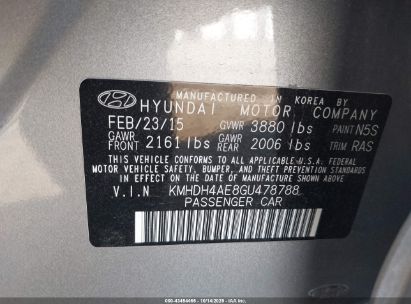 MANUFACTURED IN KOREA BY
HYUNDAI MOTOR COMPANY
FEB/23/15 GVWR 3880 lbs PAINT N5S
GAWR FRONT 2161 lbs GAWR REAR 2006 lbs TRIM RAS
THIS VEHICLE CONFORMS TO ALL APPLICABLE U.S.A. FEDERAL
MOTOR VEHICLE SAFETY, BUMPER, AND THEFT PREVENTION STANDARDS
IN EFFECT ON THE DATE OF MANUFACTURE SHOWN ABOVE.
V.I.N KMHDH4AE8GU478788
PASSENGER CAR